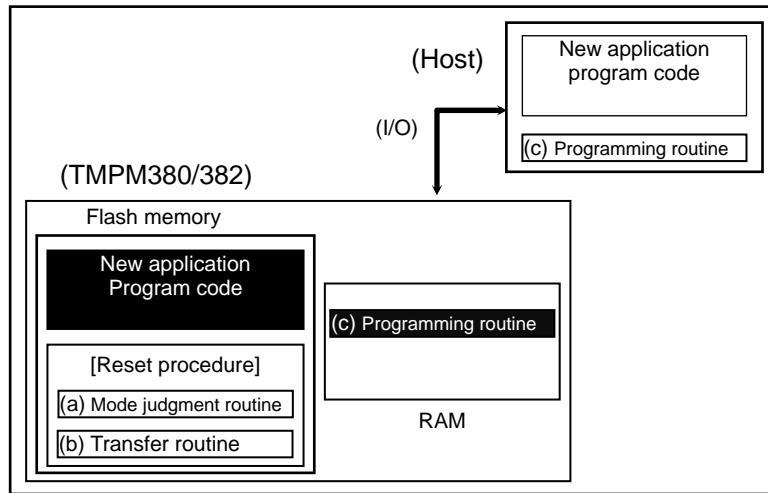 (Host)
New application
program code
(c) Programming routine
(I/O)
(TMPM380/382)
Flash memory
New application
Program code
[Reset procedure]
(a) Mode judgment routine
(b) Transfer routine
(c) Programming routine
RAM